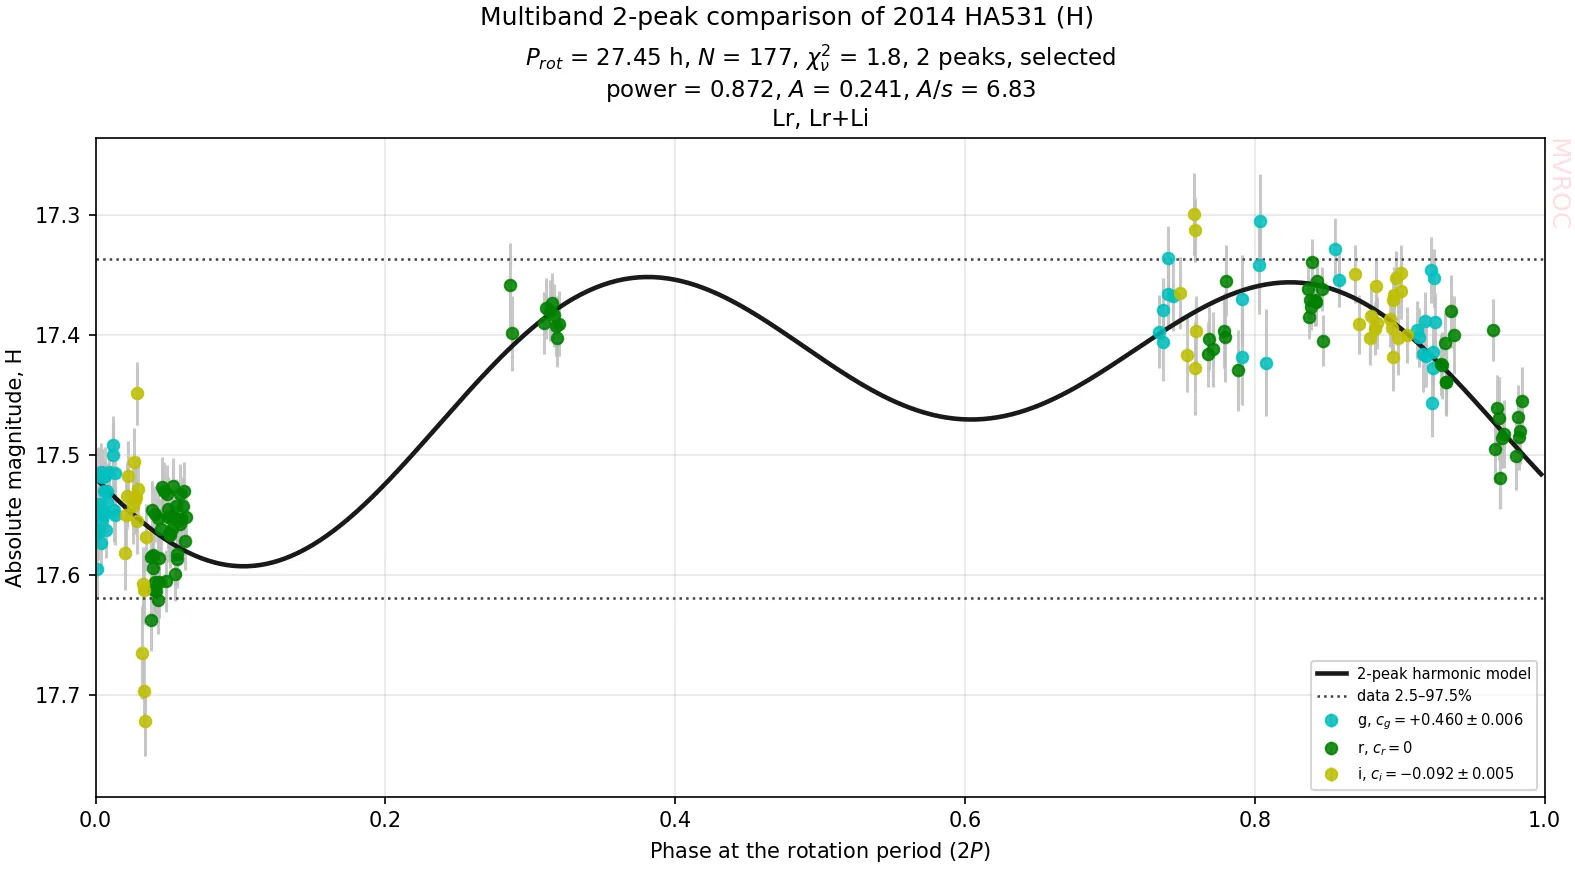 Multiband 2-peak comparison of 2014 HA531 (H)
P_rot = 27.45 h, N = 177, χ²_ν = 1.8, 2 peaks, selected
power = 0.872, A = 0.241, A/s = 6.83
Lr, Lr+Li
MVROC
Absolute magnitude, H
17.3
17.4
17.5
17.6
17.7
2-peak harmonic model
data 2.5–97.5%
g, c_g = +0.460 ± 0.006
r, c_r = 0
i, c_i = −0.092 ± 0.005
0.0 0.2 0.4 0.6 0.8 1.0
Phase at the rotation period (2P)